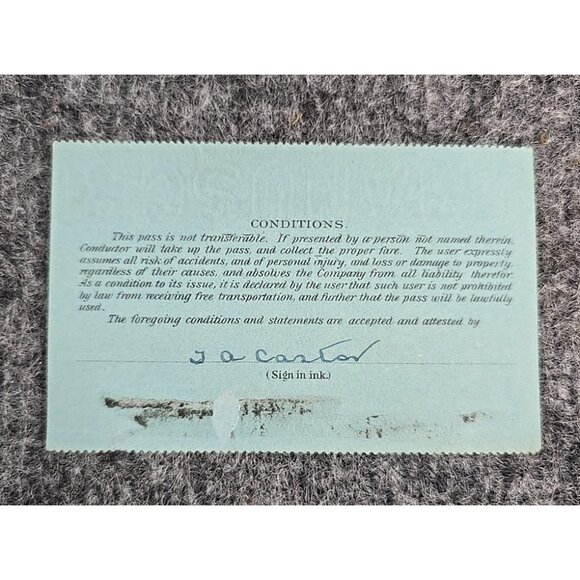 CONDITIONS.
This pass is not transferable. If presented by a person not named therein,
Conductor will take up the pass, and collect the proper fare. The user expressly
assumes all risk of accidents, and of personal injury, and loss or damage to property,
regardless of their causes, and absolves the Company from all liability therefor.
As a condition to its issue, it is declared by the user that such user is not prohibited
by law from receiving free transportation, and further that the pass will be lawfully
used.
The foregoing conditions and statements are accepted and attested by
J A Castor
(Sign in ink.)